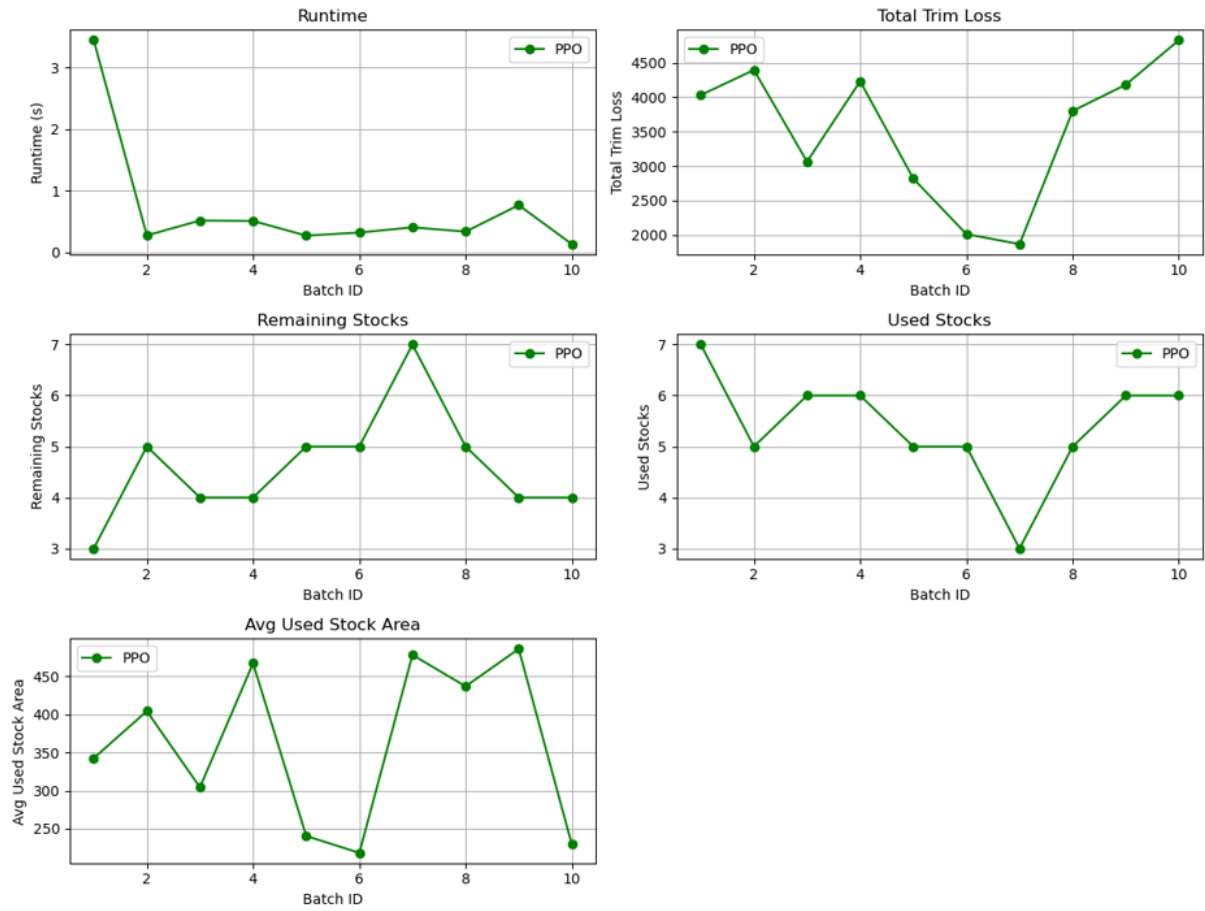 Runtime
PPO
Runtime (s)
3
2
1
0
2
4
6
8
10
Batch ID
Total Trim Loss
PPO
Total Trim Loss
4500
4000
3500
3000
2500
2000
2
4
6
8
10
Batch ID
Remaining Stocks
PPO
Remaining Stocks
7
6
5
4
3
2
4
6
8
10
Batch ID
Used Stocks
PPO
Used Stocks
7
6
5
4
3
2
4
6
8
10
Batch ID
Avg Used Stock Area
PPO
Avg Used Stock Area
450
400
350
300
250
2
4
6
8
10
Batch ID